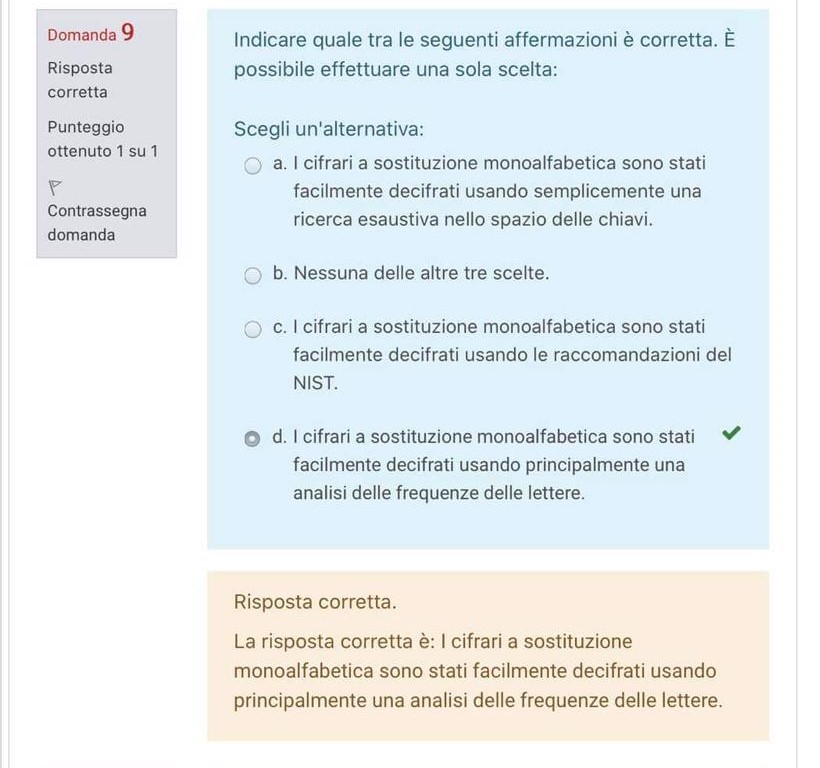 Domanda 9
Risposta
corretta
Punteggio
ottenuto 1 su 1
Contrassegna
domanda
Indicare quale tra le seguenti affermazioni è corretta. È
possibile effettuare una sola scelta:
Scegli un'alternativa:
a. I cifrari a sostituzione monoalfabetica sono stati
facilmente decifrati usando semplicemente una
ricerca esaustiva nello spazio delle chiavi.
b. Nessuna delle altre tre scelte.
c. I cifrari a sostituzione monoalfabetica sono stati
facilmente decifrati usando le raccomandazioni del
NIST.
d. I cifrari a sostituzione monoalfabetica sono stati
facilmente decifrati usando principalmente una
analisi delle frequenze delle lettere.
Risposta corretta.
La risposta corretta è: I cifrari a sostituzione
monoalfabetica sono stati facilmente decifrati usando
principalmente una analisi delle frequenze delle lettere.